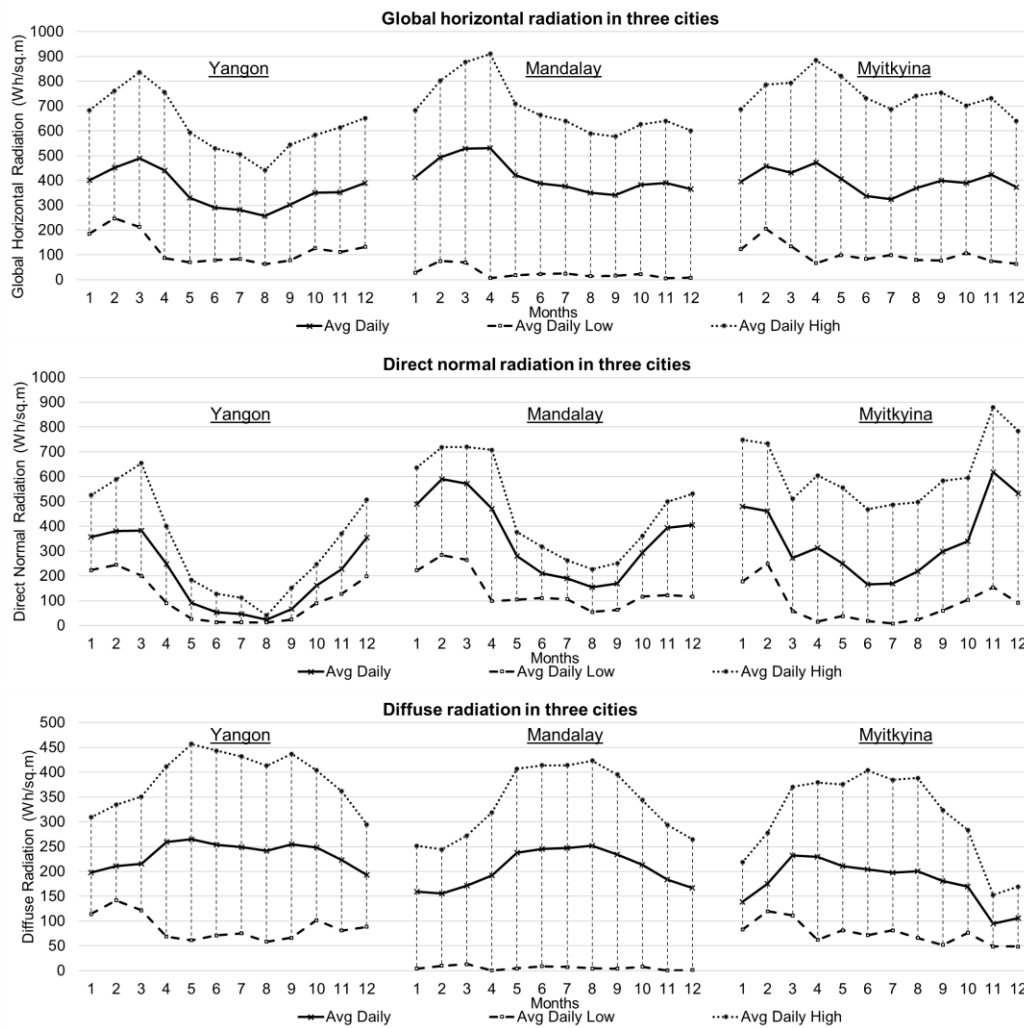 Global horizontal radiation in three cities
Global Horizontal Radiation (Wh/sq.m)
1000
900
800
700
600
500
400
300
200
100
0
Yangon
Mandalay
Myitkyina
1 2 3 4 5 6 7 8 9 10 11 12 1 2 3 4 5 6 7 8 9 10 11 12 1 2 3 4 5 6 7 8 9 10 11 12
Months
Avg Daily Avg Daily Low Avg Daily High
Direct normal radiation in three cities
Direct Normal Radiation (Wh/sq.m)
1000
900
800
700
600
500
400
300
200
100
0
Yangon
Mandalay
Myitkyina
1 2 3 4 5 6 7 8 9 10 11 12 1 2 3 4 5 6 7 8 9 10 11 12 1 2 3 4 5 6 7 8 9 10 11 12
Months
Avg Daily Avg Daily Low Avg Daily High
Diffuse radiation in three cities
Diffuse Radiation (Wh/sq.m)
500
450
400
350
300
250
200
150
100
50
0
Yangon
Mandalay
Myitkyina
1 2 3 4 5 6 7 8 9 10 11 12 1 2 3 4 5 6 7 8 9 10 11 12 1 2 3 4 5 6 7 8 9 10 11 12
Months
Avg Daily Avg Daily Low Avg Daily High